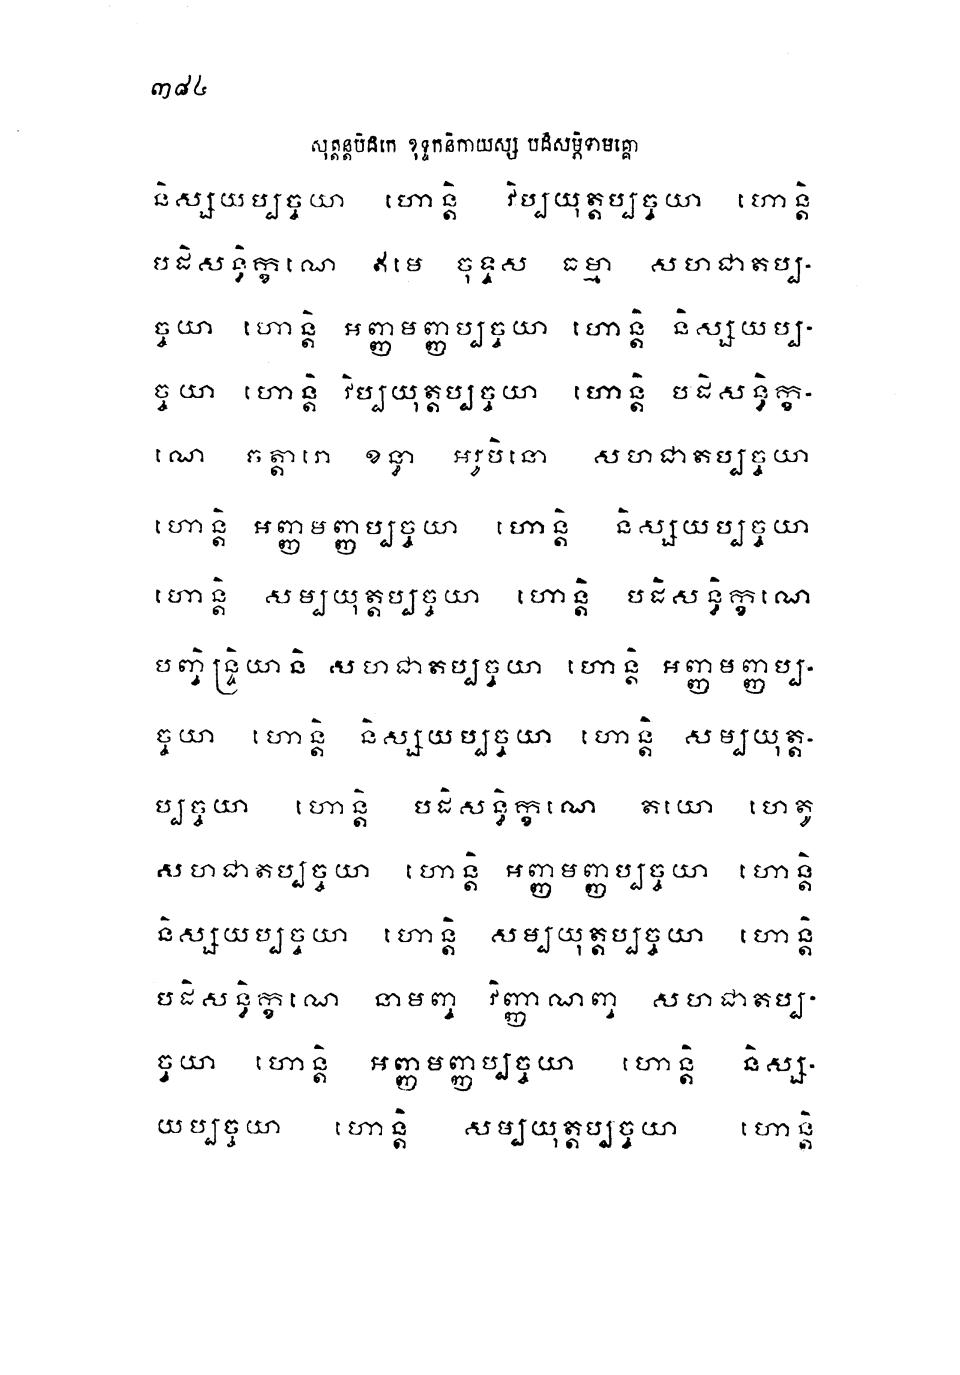 ៣៨៤
សុត្តន្តបិដកេ ខុទ្ទកនិកាយស្ស បដិសម្ភិទាមគ្គោ
និស្សយប្បច្ចយា ហោន្តិ វិប្បយុត្តប្បច្ចយា ហោន្តិ
បដិសន្ធិក្ខណេ ឥមេ ចុទ្ទស ធម្មា សហជាតប្ប-
ច្ចយា ហោន្តិ អញ្ញមញ្ញប្បច្ចយា ហោន្តិ និស្សយប្ប-
ច្ចយា ហោន្តិ វិប្បយុត្តប្បច្ចយា ហោន្តិ បដិសន្ធិក្ខ-
ណេ ចត្តារោ ខន្ធា អរូបិនោ សហជាតប្បច្ចយា
ហោន្តិ អញ្ញមញ្ញប្បច្ចយា ហោន្តិ និស្សយប្បច្ចយា
ហោន្តិ សម្បយុត្តប្បច្ចយា ហោន្តិ បដិសន្ធិក្ខណេ
បញ្ចិន្ទ្រិយានិ សហជាតប្បច្ចយា ហោន្តិ អញ្ញមញ្ញប្ប-
ច្ចយា ហោន្តិ និស្សយប្បច្ចយា ហោន្តិ សម្បយុត្ត-
ប្បច្ចយា ហោន្តិ បដិសន្ធិក្ខណេ តយោ ហេតូ
សហជាតប្បច្ចយា ហោន្តិ អញ្ញមញ្ញប្បច្ចយា ហោន្តិ
និស្សយប្បច្ចយា ហោន្តិ សម្បយុត្តប្បច្ចយា ហោន្តិ
បដិសន្ធិក្ខណេ នាមញ្ច វិញ្ញាណញ្ច សហជាតប្ប-
ច្ចយា ហោន្តិ អញ្ញមញ្ញប្បច្ចយា ហោន្តិ និស្ស-
យប្បច្ចយា ហោន្តិ សម្បយុត្តប្បច្ចយា ហោន្តិ